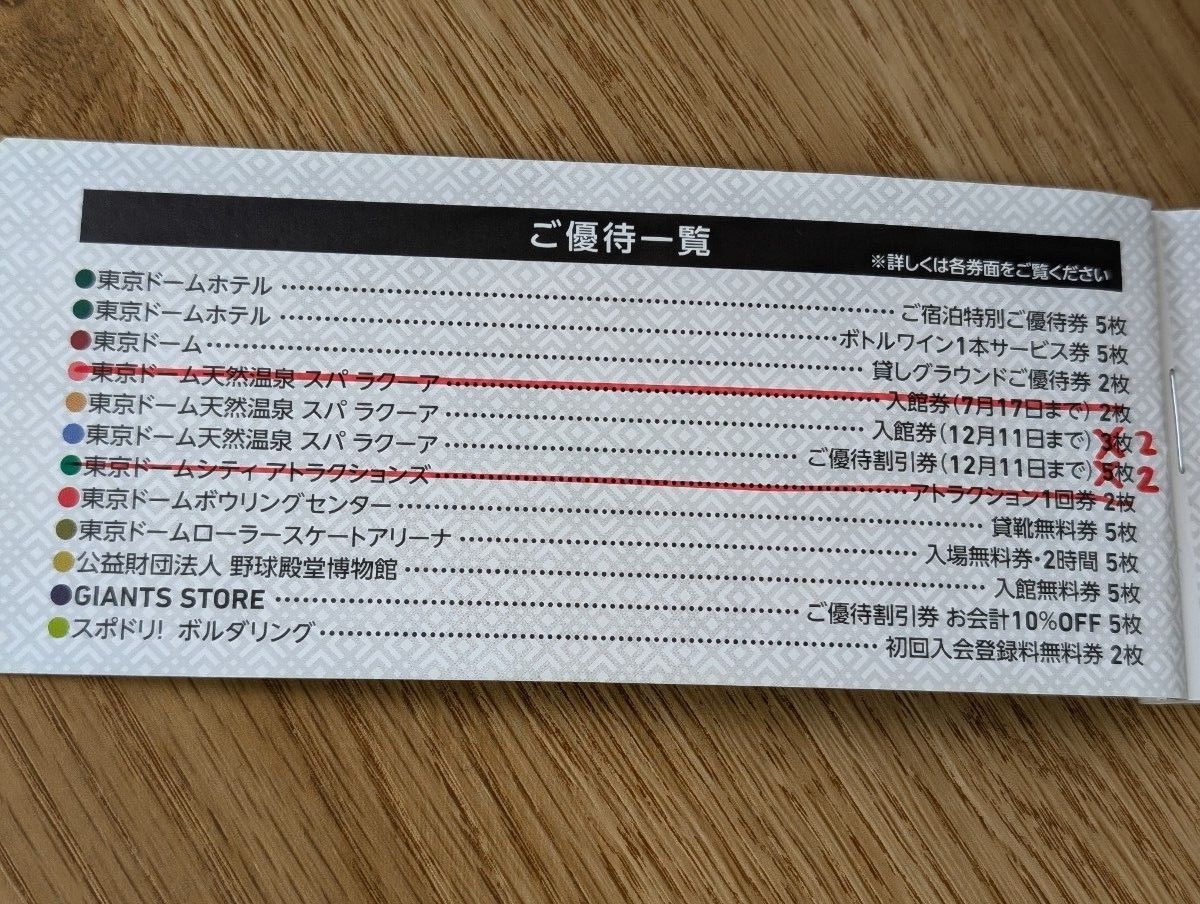 ご優待一覧
※詳しくは各券面をご覧ください
●東京ドームホテル ご宿泊特別ご優待券 5枚
●東京ドームホテル ボトルワイン1本サービス券 5枚
●東京ドーム 貸しグラウンドご優待券 2枚
●東京ドーム天然温泉 スパ ラクーア 入館券(7月17日まで) 2枚
●東京ドーム天然温泉 スパ ラクーア 入館券(12月11日まで) 3枚 2
●東京ドーム天然温泉 スパ ラクーア ご優待割引券(12月11日まで) 5枚 2
●東京ドームシティ アトラクションズ アトラクション1回券 2枚
●東京ドームボウリングセンター 貸靴無料券 5枚
●東京ドームローラースケートアリーナ 入場無料券・2時間 5枚
●公益財団法人 野球殿堂博物館 入館無料券 5枚
●GIANTS STORE ご優待割引券 お会計10%OFF 5枚
●スポドリ! ボルダリング 初回入会登録料無料券 2枚